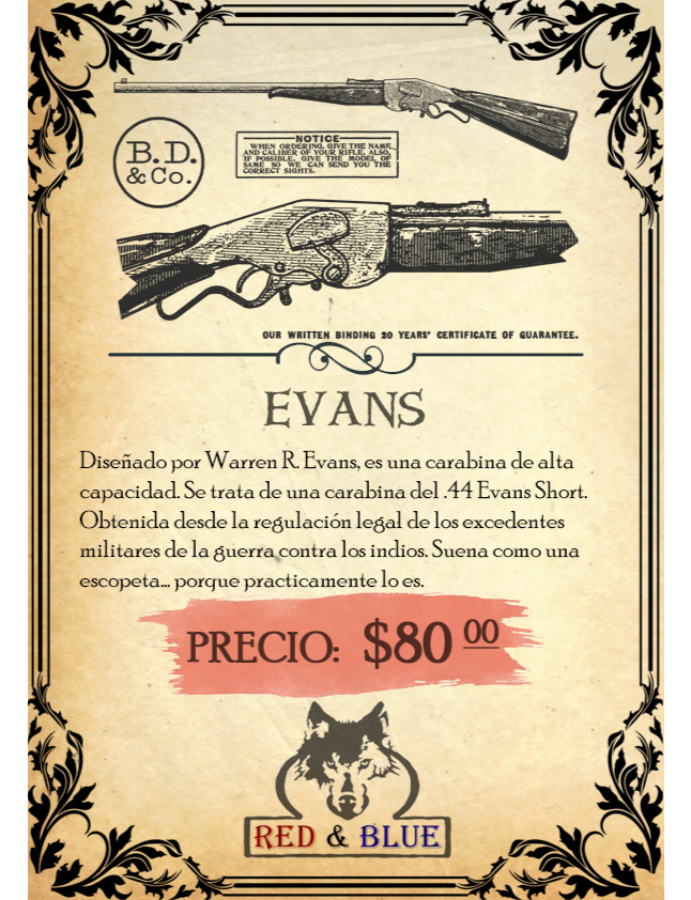 B.D.
& Co.
NOTICE
WHEN ORDERING, GIVE THE NAME
AND CALIBER OF YOUR RIFLE, ALSO,
IF POSSIBLE, GIVE THE MODEL OF
SAME SO WE CAN SEND YOU THE
CORRECT SIGHTS.
OUR WRITTEN BINDING 20 YEARS' CERTIFICATE OF GUARANTEE.
EVANS
Diseñado por Warren R. Evans, es una carabina de alta
capacidad. Se trata de una carabina del .44 Evans Short.
Obtenida desde la regulación legal de los excedentes
militares de la guerra contra los indios. Suena como una
escopeta... porque practicamente lo es.
PRECIO: $80 00
RED & BLUE